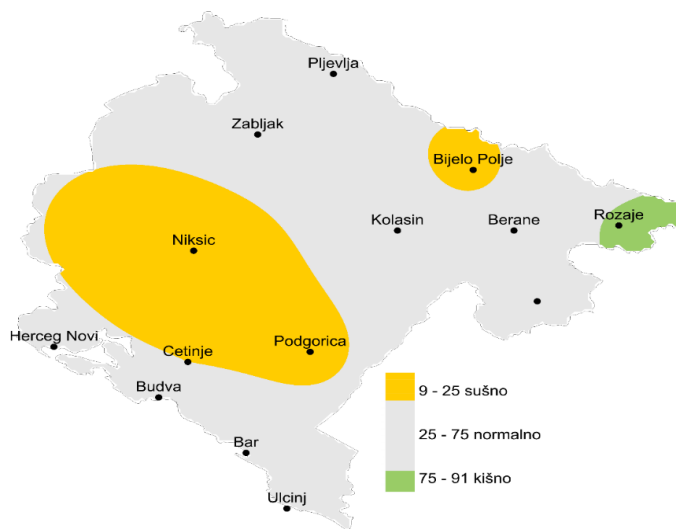 Pljevlja
Zabljak
Bijelo Polje
Kolasin
Berane
Rozaje
Niksic
Herceg Novi
Podgorica
Cetinje
Budva
Bar
Ulcinj
9 - 25 sušno
25 - 75 normalno
75 - 91 kišno